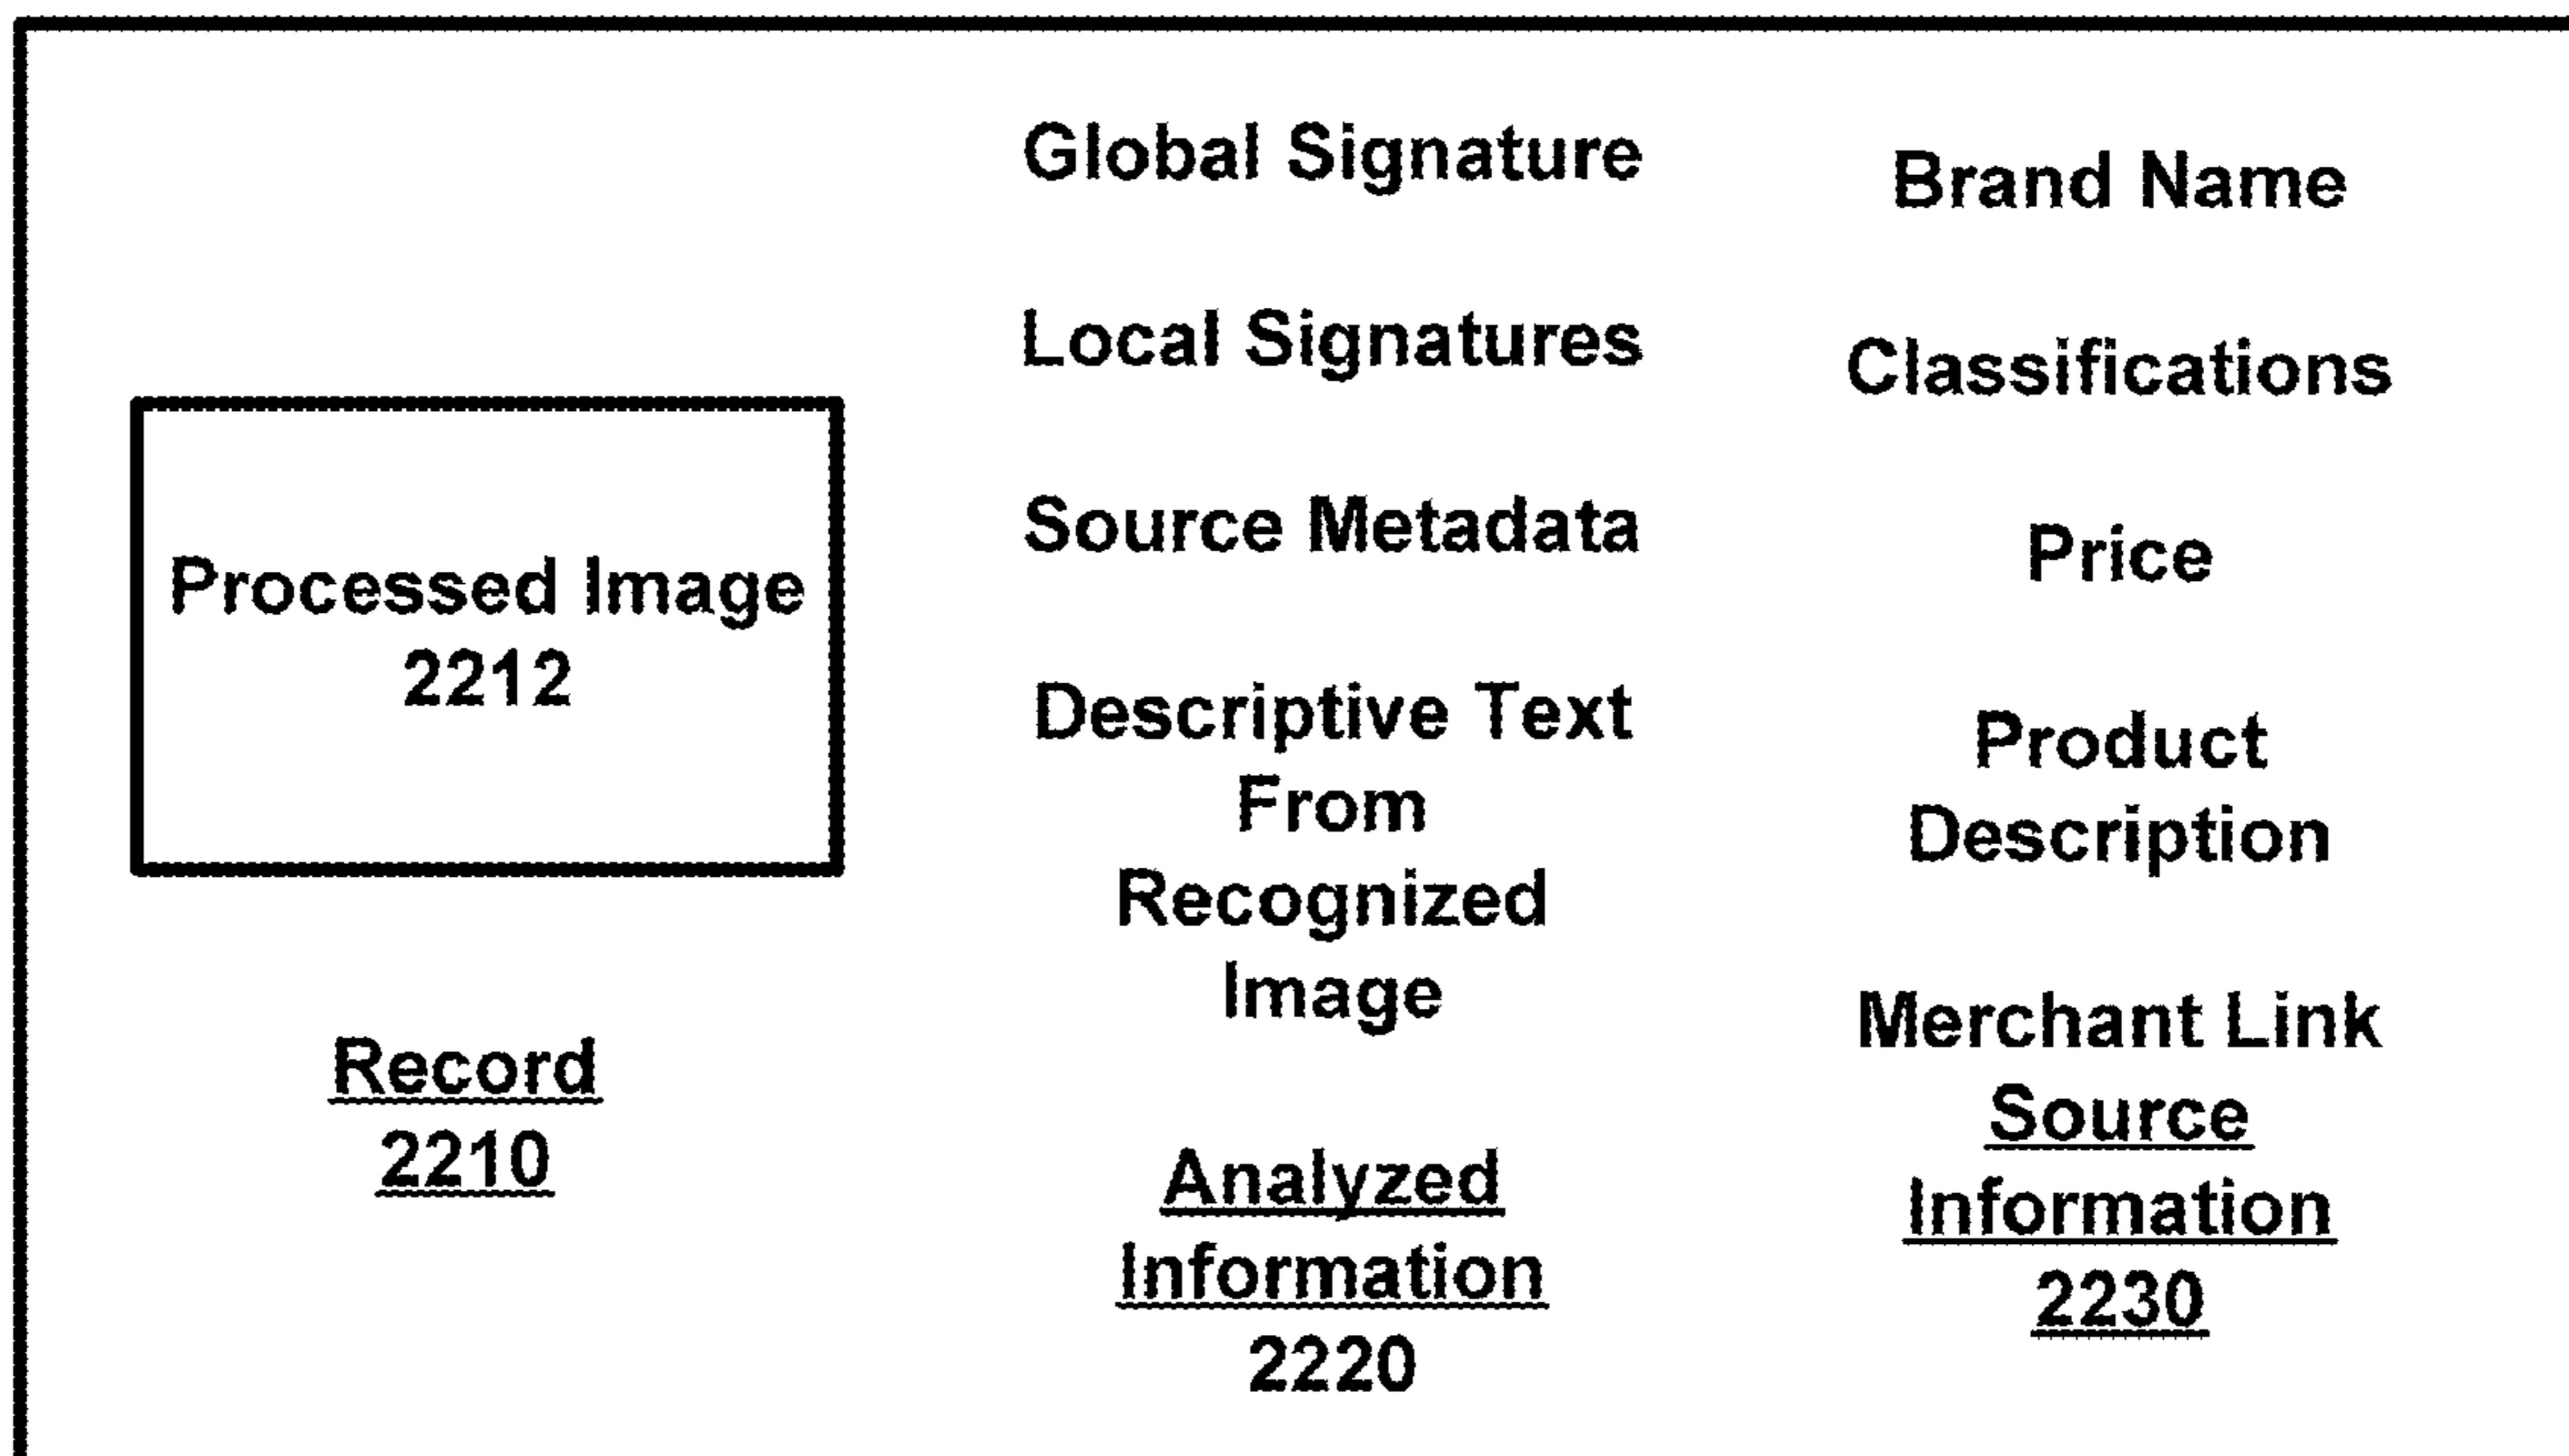 Processed Image
2212
Record
2210
Global Signature
Local Signatures
Source Metadata
Descriptive Text
From
Recognized
Image
Analyzed
Information
2220
Brand Name
Classifications
Price
Product
Description
Merchant Link
Source
Information
2230